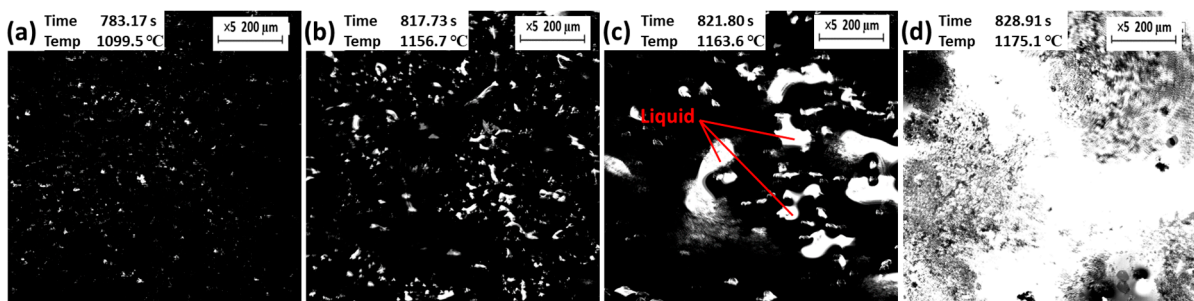 (a)
Time 783.17 s
Temp 1099.5 °C
×5 200 μm
(b)
Time 817.73 s
Temp 1156.7 °C
×5 200 μm
(c)
Time 821.80 s
Temp 1163.6 °C
×5 200 μm
Liquid
(d)
Time 828.91 s
Temp 1175.1 °C
×5 200 μm